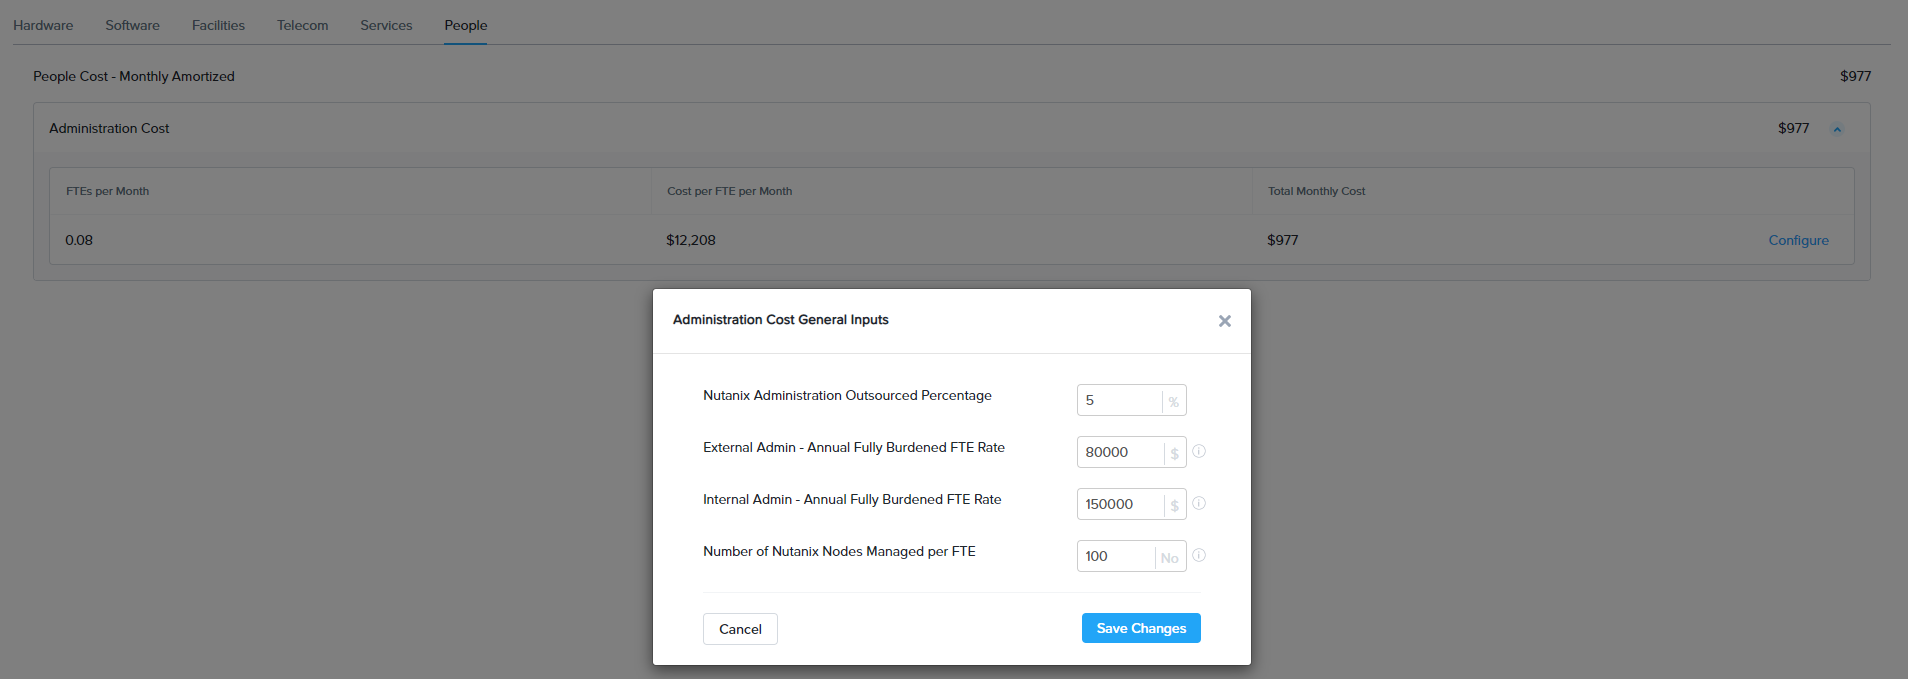 Hardware Software Facilities Telecom Services People
People Cost - Monthly Amortized $977
Administration Cost $977
FTEs per Month Cost per FTE per Month Total Monthly Cost
0.08 $12,208 $977 Configure
Administration Cost General Inputs
Nutanix Administration Outsourced Percentage 5 %
External Admin - Annual Fully Burdened FTE Rate 80000 $
Internal Admin - Annual Fully Burdened FTE Rate 150000 $
Number of Nutanix Nodes Managed per FTE 100 No
Cancel Save Changes